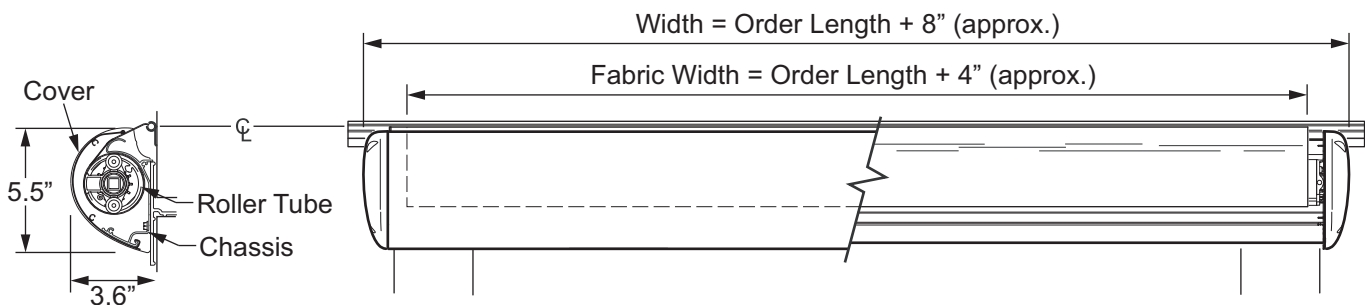 Width = Order Length + 8” (approx.)
Fabric Width = Order Length + 4” (approx.)
Cover
℄
5.5”
Roller Tube
Chassis
3.6”